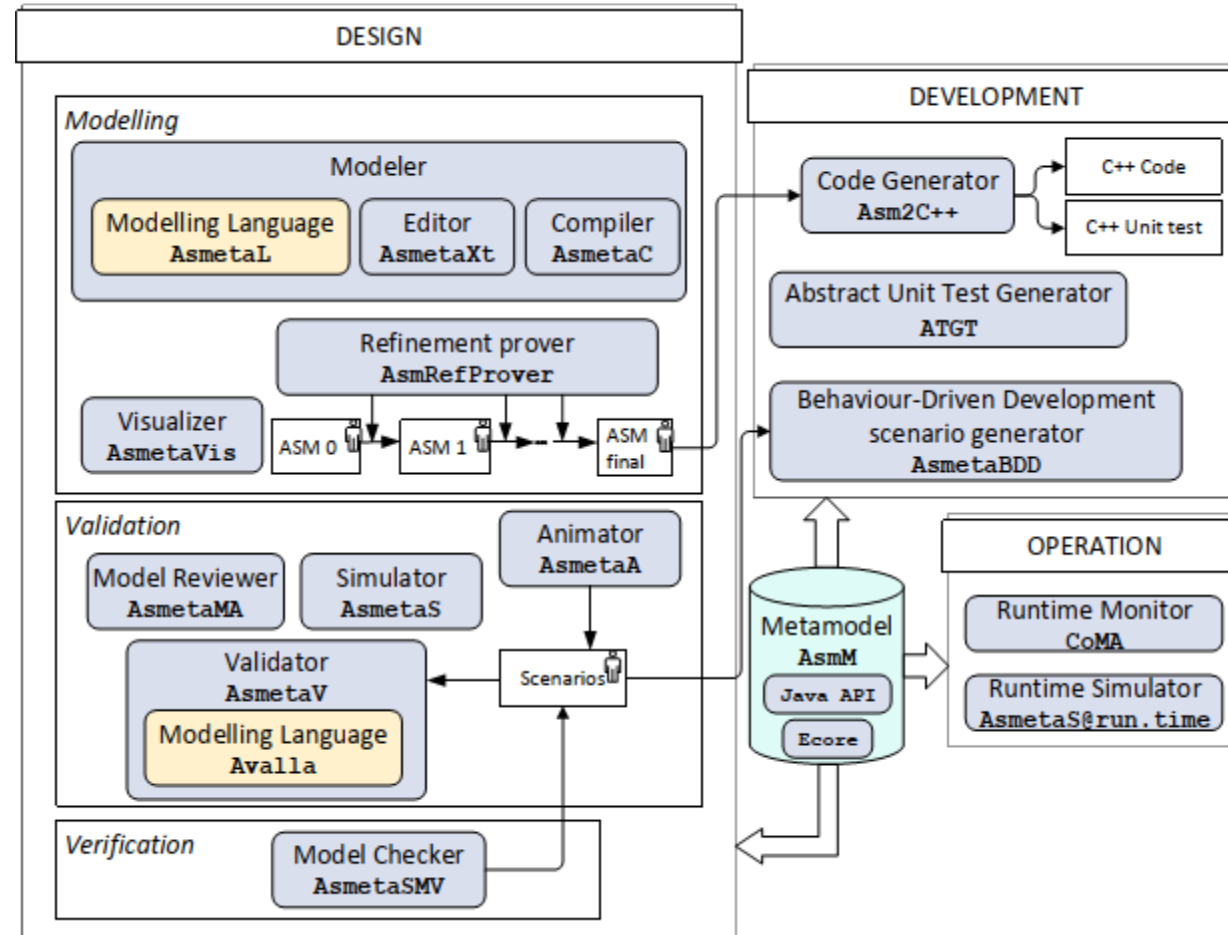 DESIGN
Modelling
Modeler
Modelling Language
AsmetaL
Editor
AsmetaXt
Compiler
AsmetaC
Refinement prover
AsmRefProver
Visualizer
AsmetaVis
ASM 0
ASM 1
...
ASM
final
Validation
Model Reviewer
AsmetaMA
Simulator
AsmetaS
Animator
AsmetaA
Validator
AsmetaV
Modelling Language
Avalla
Scenarios
Verification
Model Checker
AsmetaSMV
DEVELOPMENT
Code Generator
Asm2C++
C++ Code
C++ Unit test
Abstract Unit Test Generator
ATGT
Behaviour-Driven Development
scenario generator
AsmetaBDD
Metamodel
AsmM
Java API
Ecore
OPERATION
Runtime Monitor
CoMA
Runtime Simulator
AsmetaS@run.time